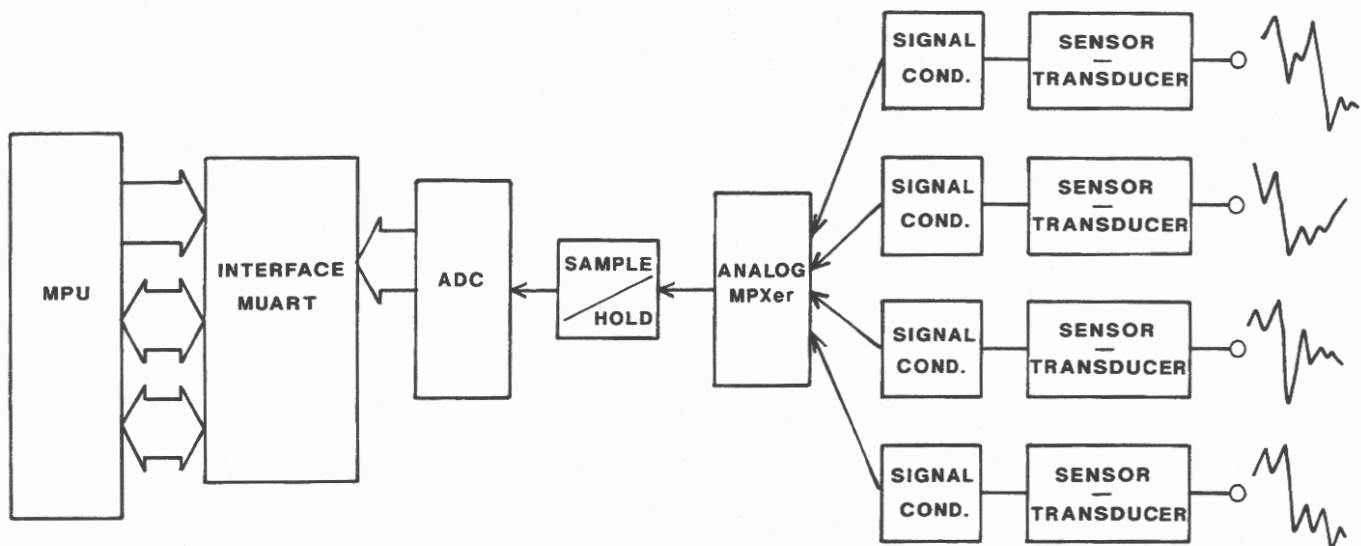 MPU
INTERFACE
MUART
ADC
SAMPLE
HOLD
ANALOG
MPXer
SIGNAL
COND.
SENSOR
TRANSDUCER
SIGNAL
COND.
SENSOR
TRANSDUCER
SIGNAL
COND.
SENSOR
TRANSDUCER
SIGNAL
COND.
SENSOR
TRANSDUCER